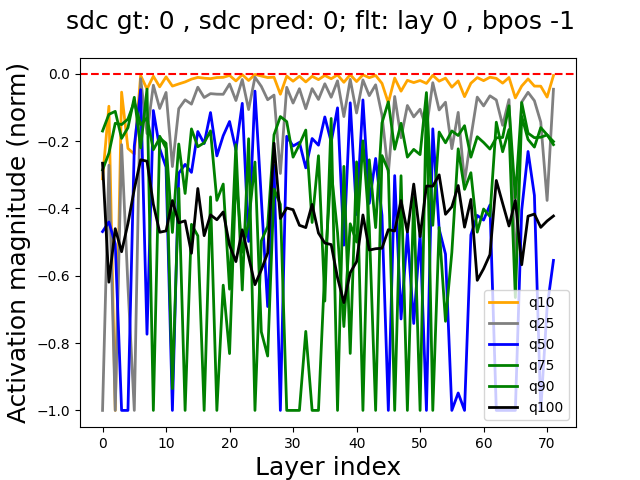 sdc gt: 0 , sdc pred: 0; flt: lay 0 , bpos -1
Activation magnitude (norm)
0.0
−0.2
−0.4
−0.6
−0.8
−1.0
q10
q25
q50
q75
q90
q100
0 10 20 30 40 50 60 70
Layer index